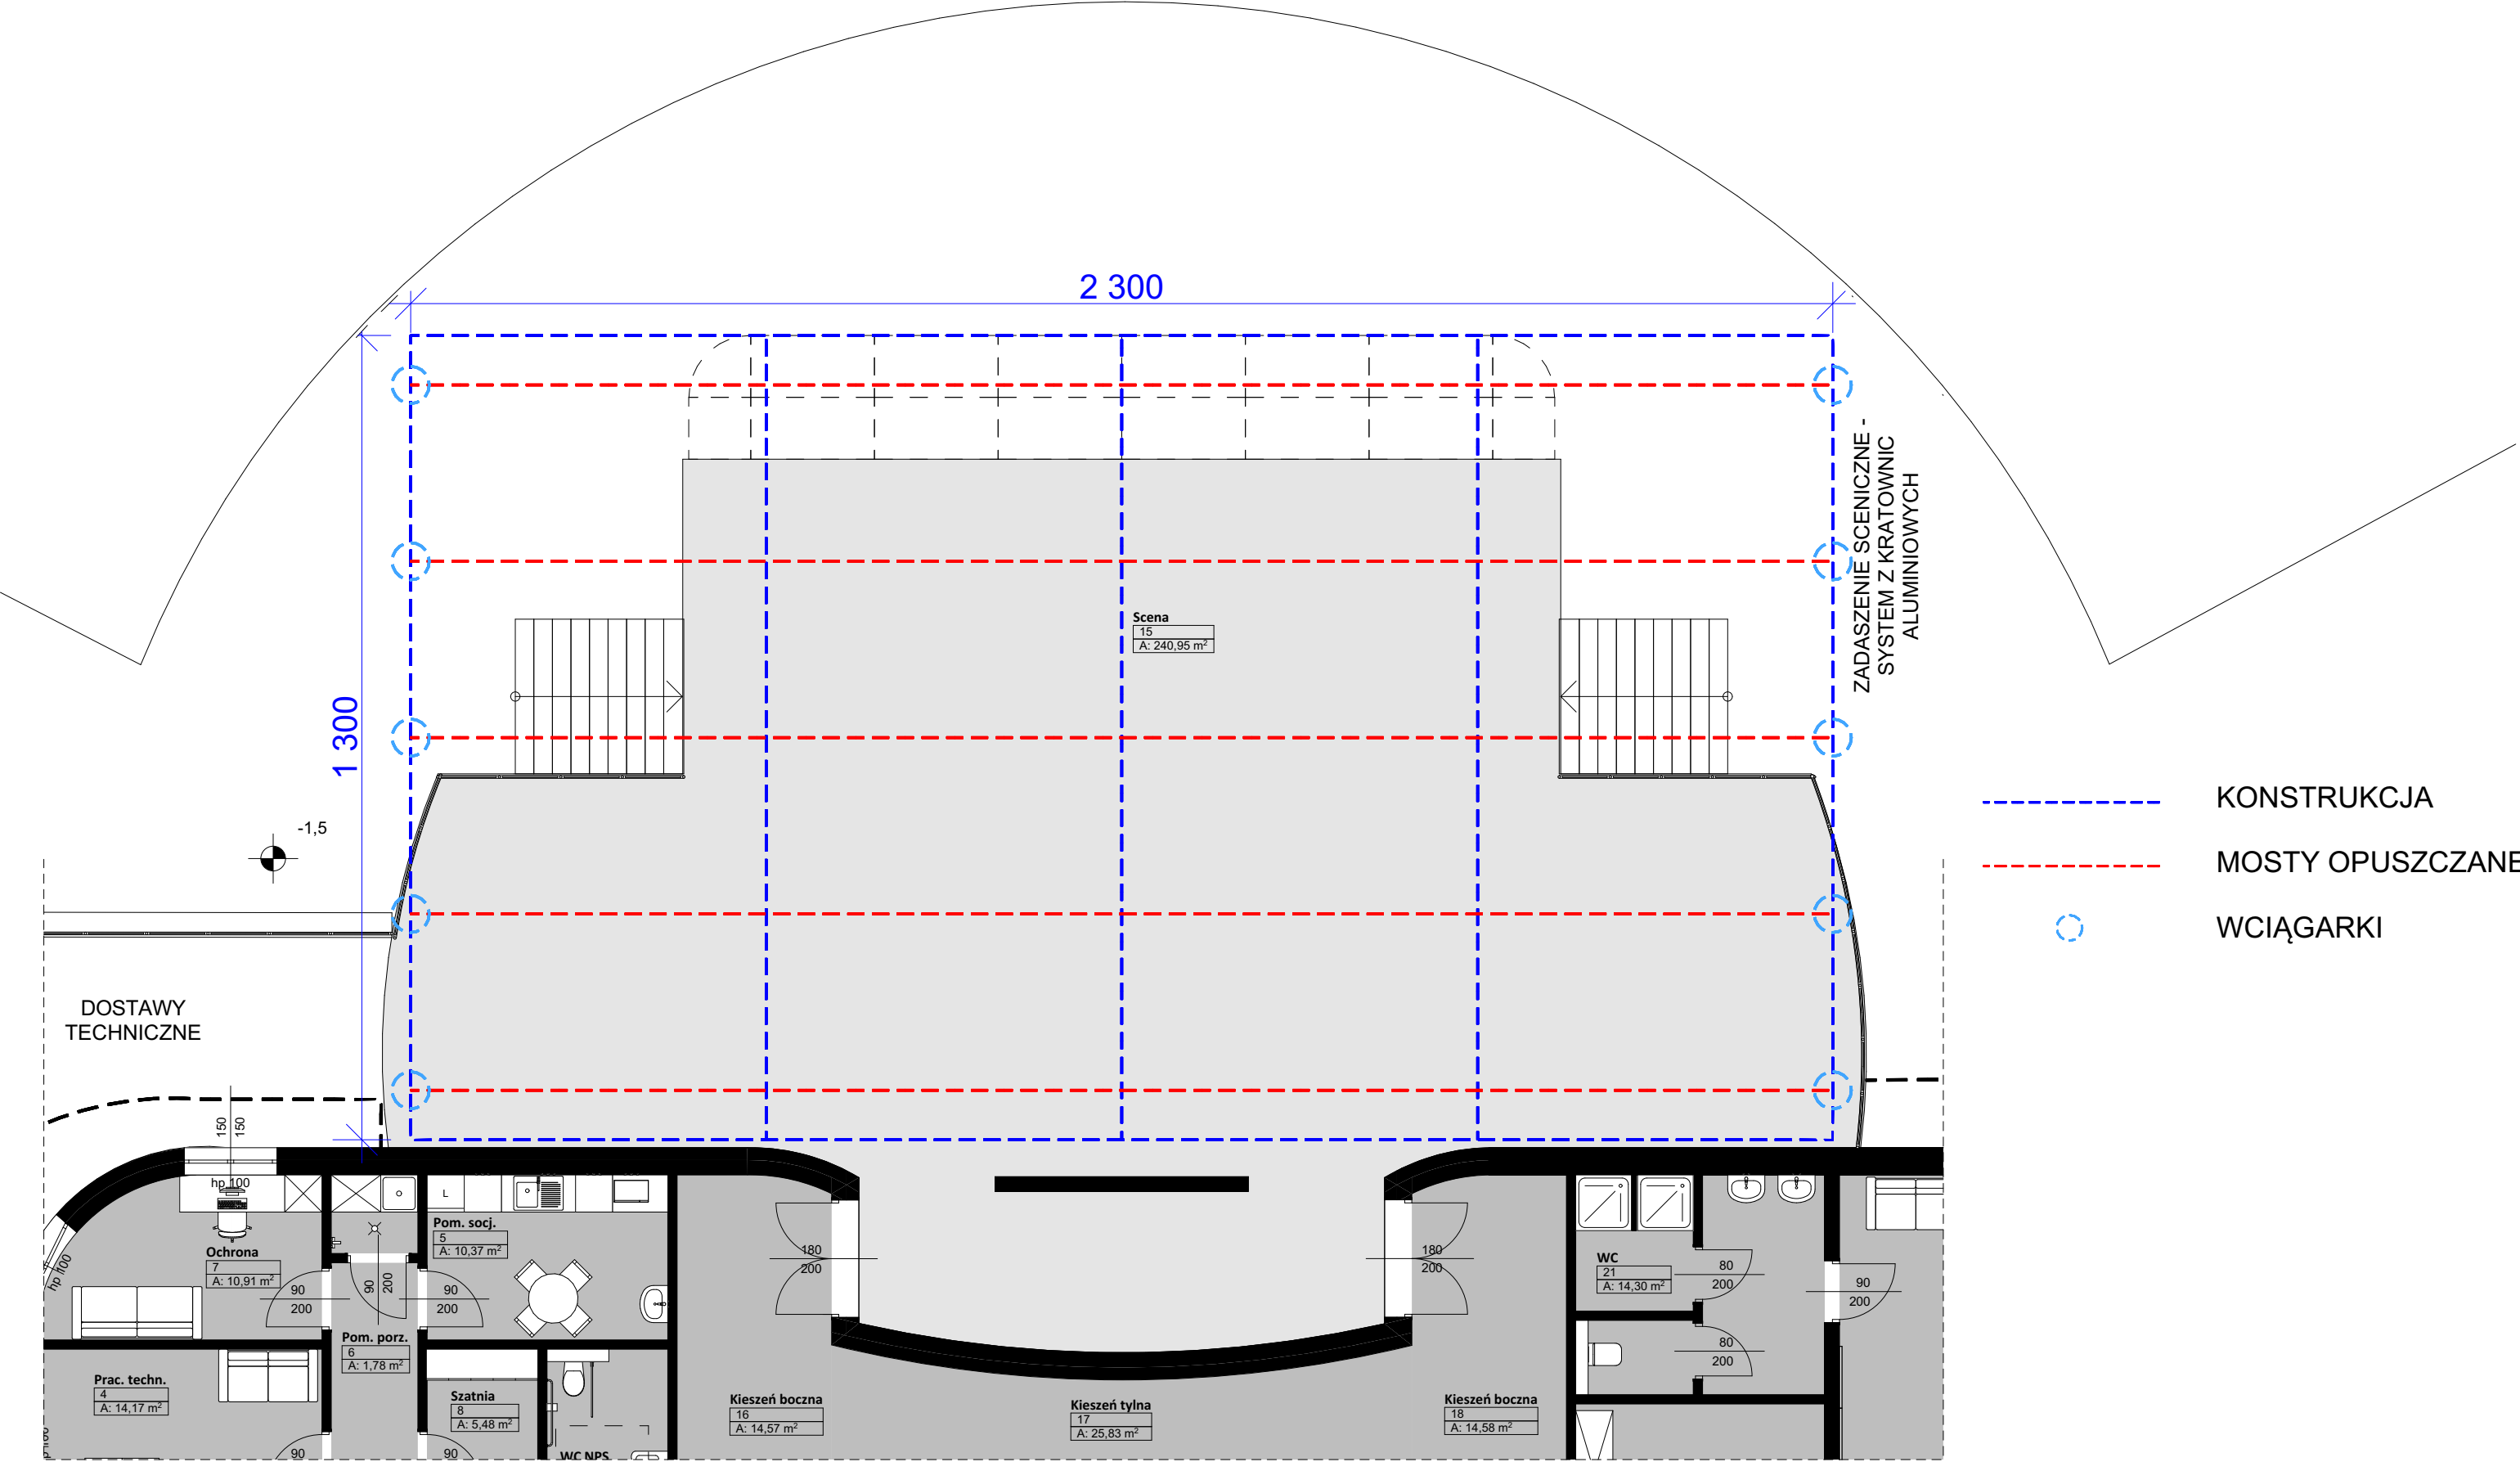 2 300
1 300
ZADASZENIE SCENICZNE -
SYSTEM Z KRATOWNIC
ALUMINIOWYCH
Scena
15
A: 240,95 m²
KONSTRUKCJA
MOSTY OPUSZCZANE
WCIĄGARKI
-1,5
DOSTAWY
TECHNICZNE
150
150
hp 100
hp 100
Ochrona
7
A: 10,91 m²
90
200
90
200
L
Pom. socj.
5
A: 10,37 m²
90
200
Pom. porz.
6
A: 1,78 m²
Prac. techn.
4
A: 14,17 m²
90
Szatnia
8
A: 5,48 m²
90
WC NPS.
180
200
Kieszeń boczna
16
A: 14,57 m²
Kieszeń tylna
17
A: 25,83 m²
180
200
Kieszeń boczna
18
A: 14,58 m²
WC
21
A: 14,30 m²
80
200
80
200
90
200